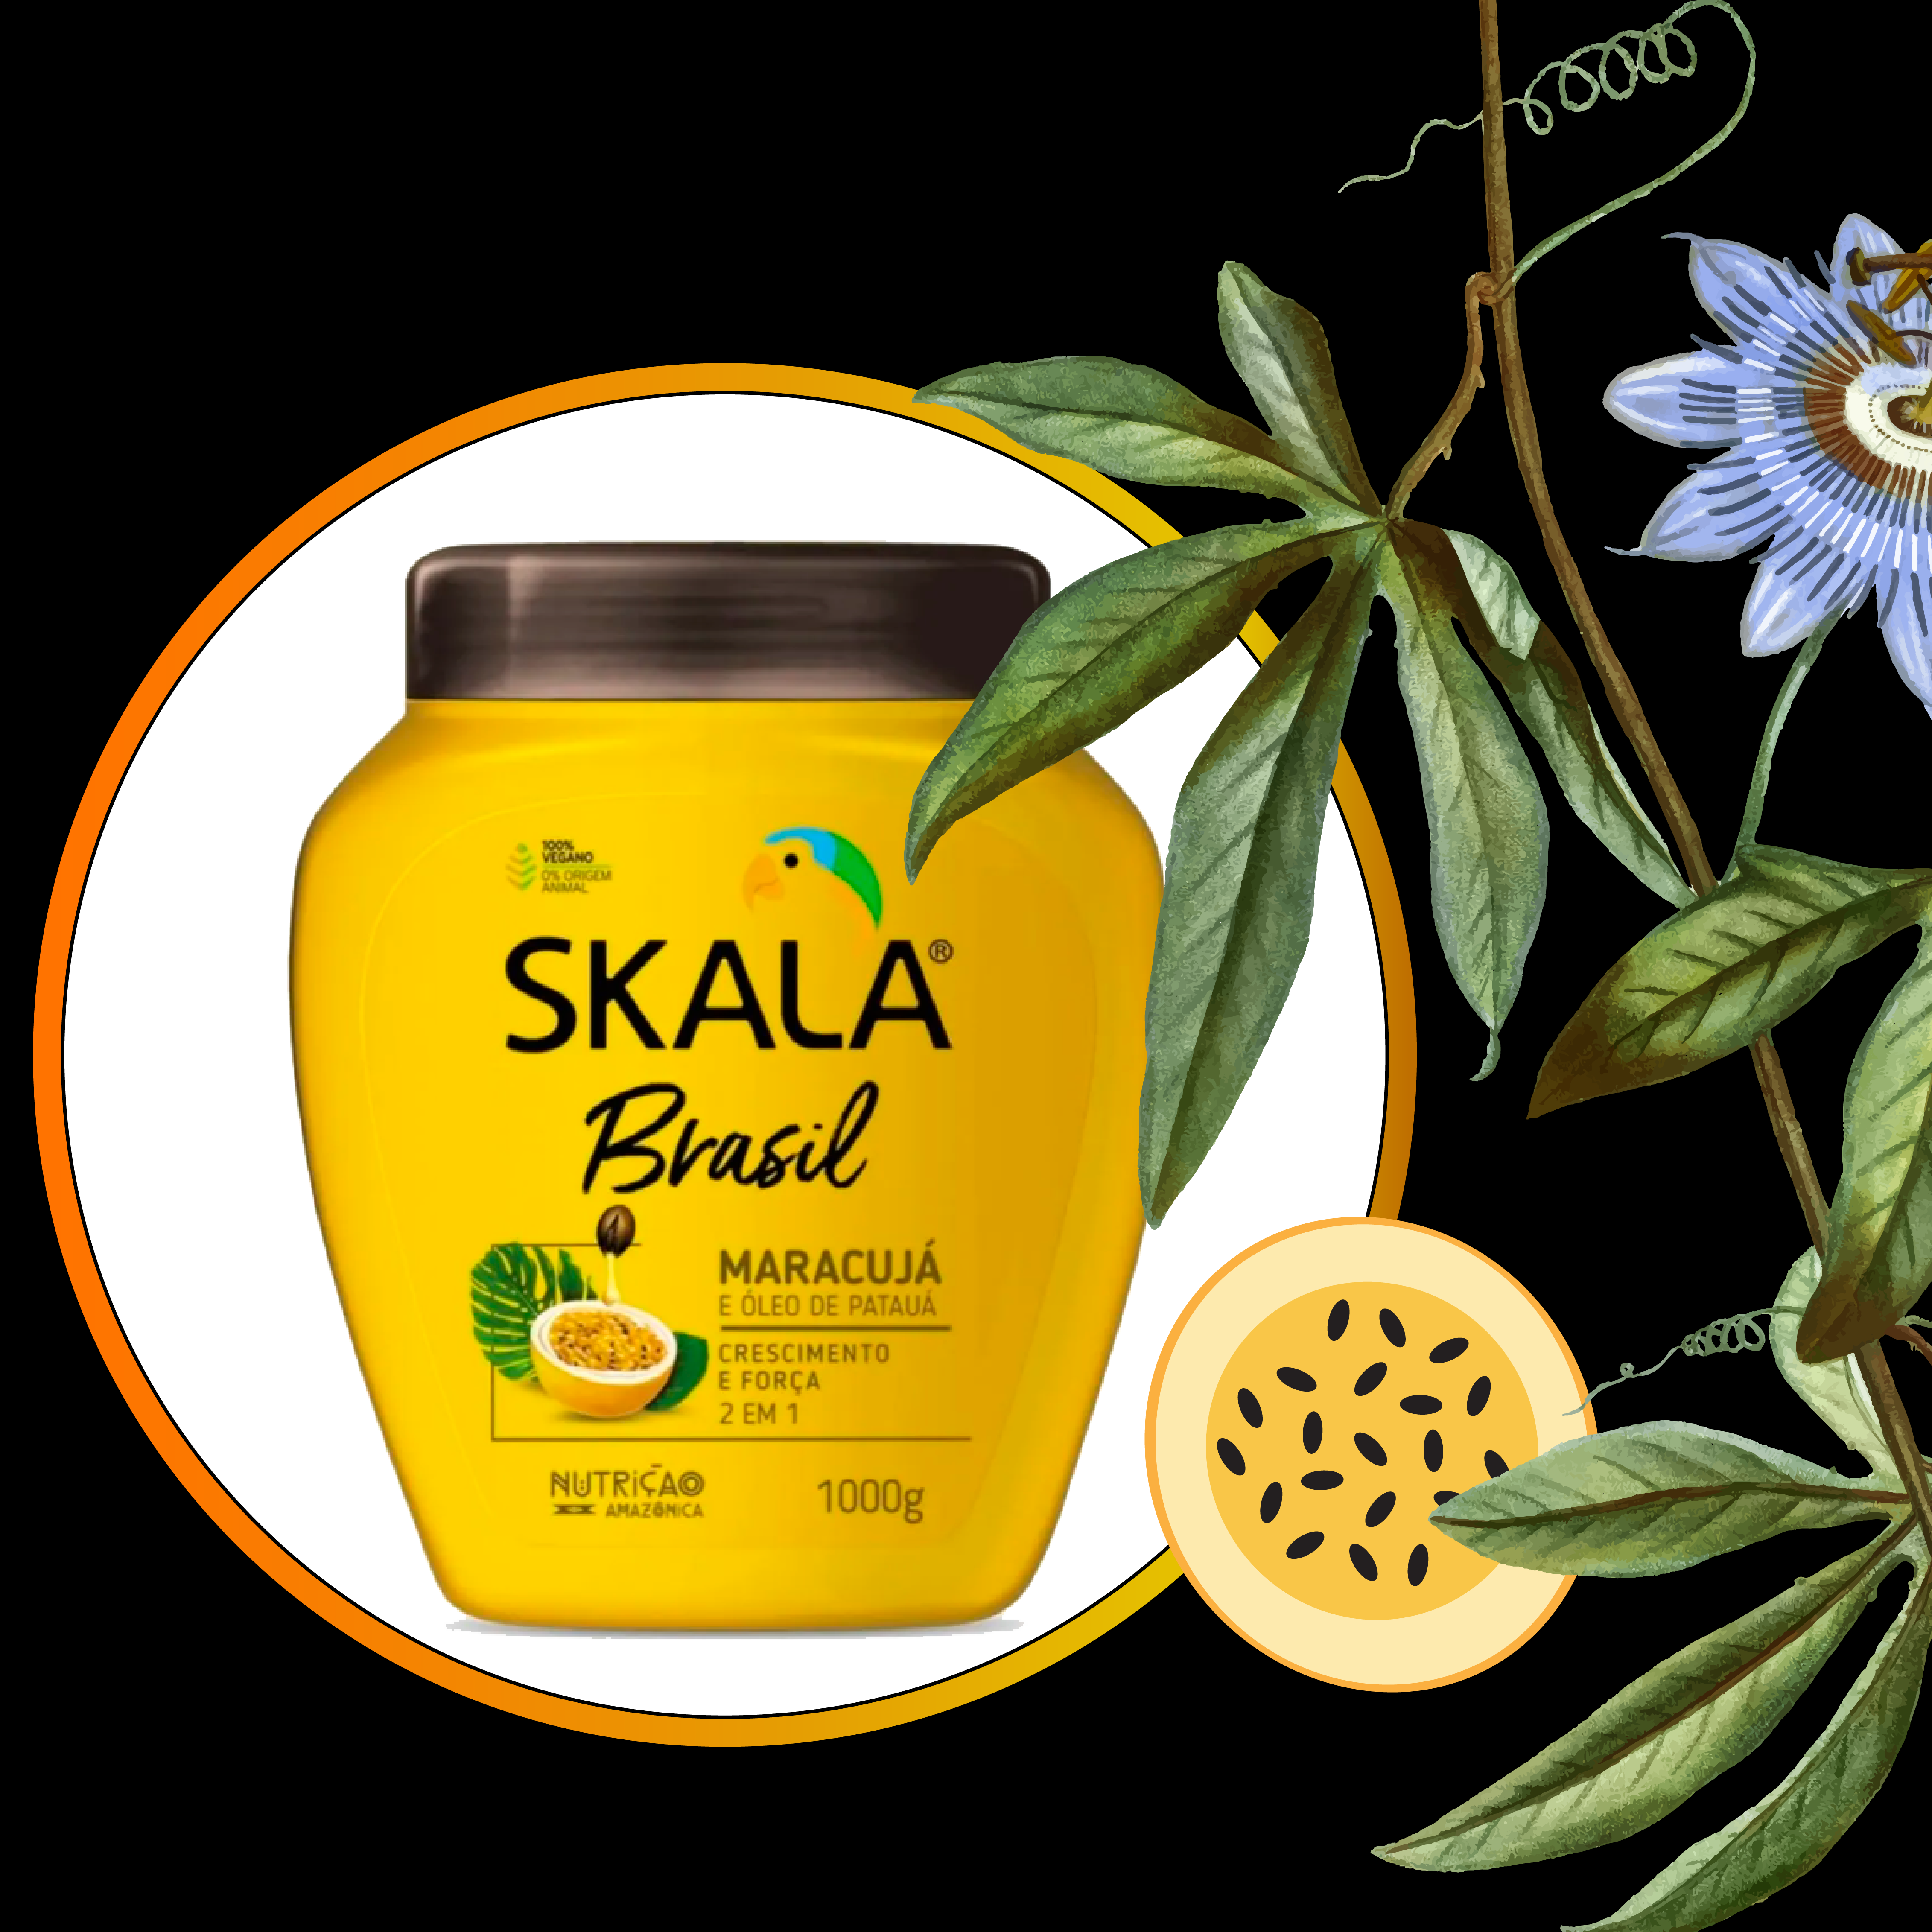 100%
VEGANO
0% ORIGEM
ANIMAL
SKALA®
Brasil
MARACUJÁ
E ÓLEO DE PATAUÁ
CRESCIMENTO
E FORÇA
2 EM 1
NUTRIÇÃO
AMAZÔNICA
1000g